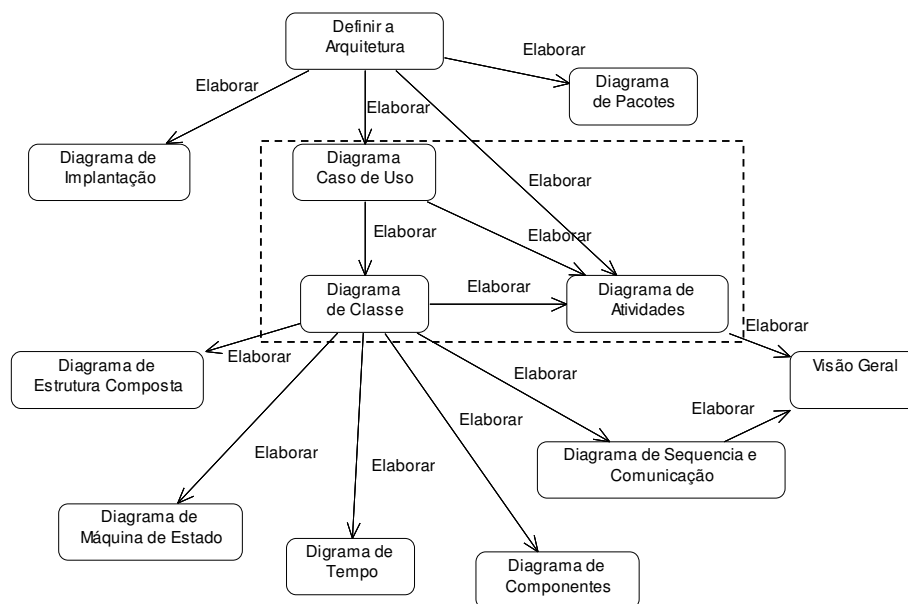 Definir a
Arquitetura
Elaborar
Diagrama
de Pacotes
Elaborar
Elaborar
Diagrama de
Implantação
Diagrama
Caso de Uso
Elaborar
Elaborar
Elaborar
Diagrama
de Classe
Elaborar
Diagrama de
Atividades
Elaborar
Diagrama de
Estrutura Composta
Elaborar
Visão Geral
Elaborar
Elaborar
Elaborar
Elaborar
Elaborar
Diagrama de Sequencia e
Comunicação
Diagrama de
Máquina de Estado
Digrama de
Tempo
Diagrama de
Componentes